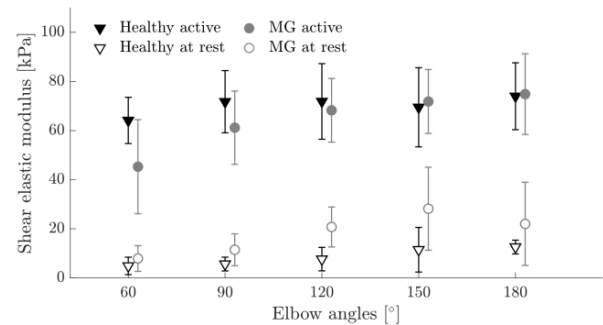 Healthy active MG active
Healthy at rest MG at rest
Shear elastic modulus [kPa]
100
80
60
40
20
0
60 90 120 150 180
Elbow angles [°]